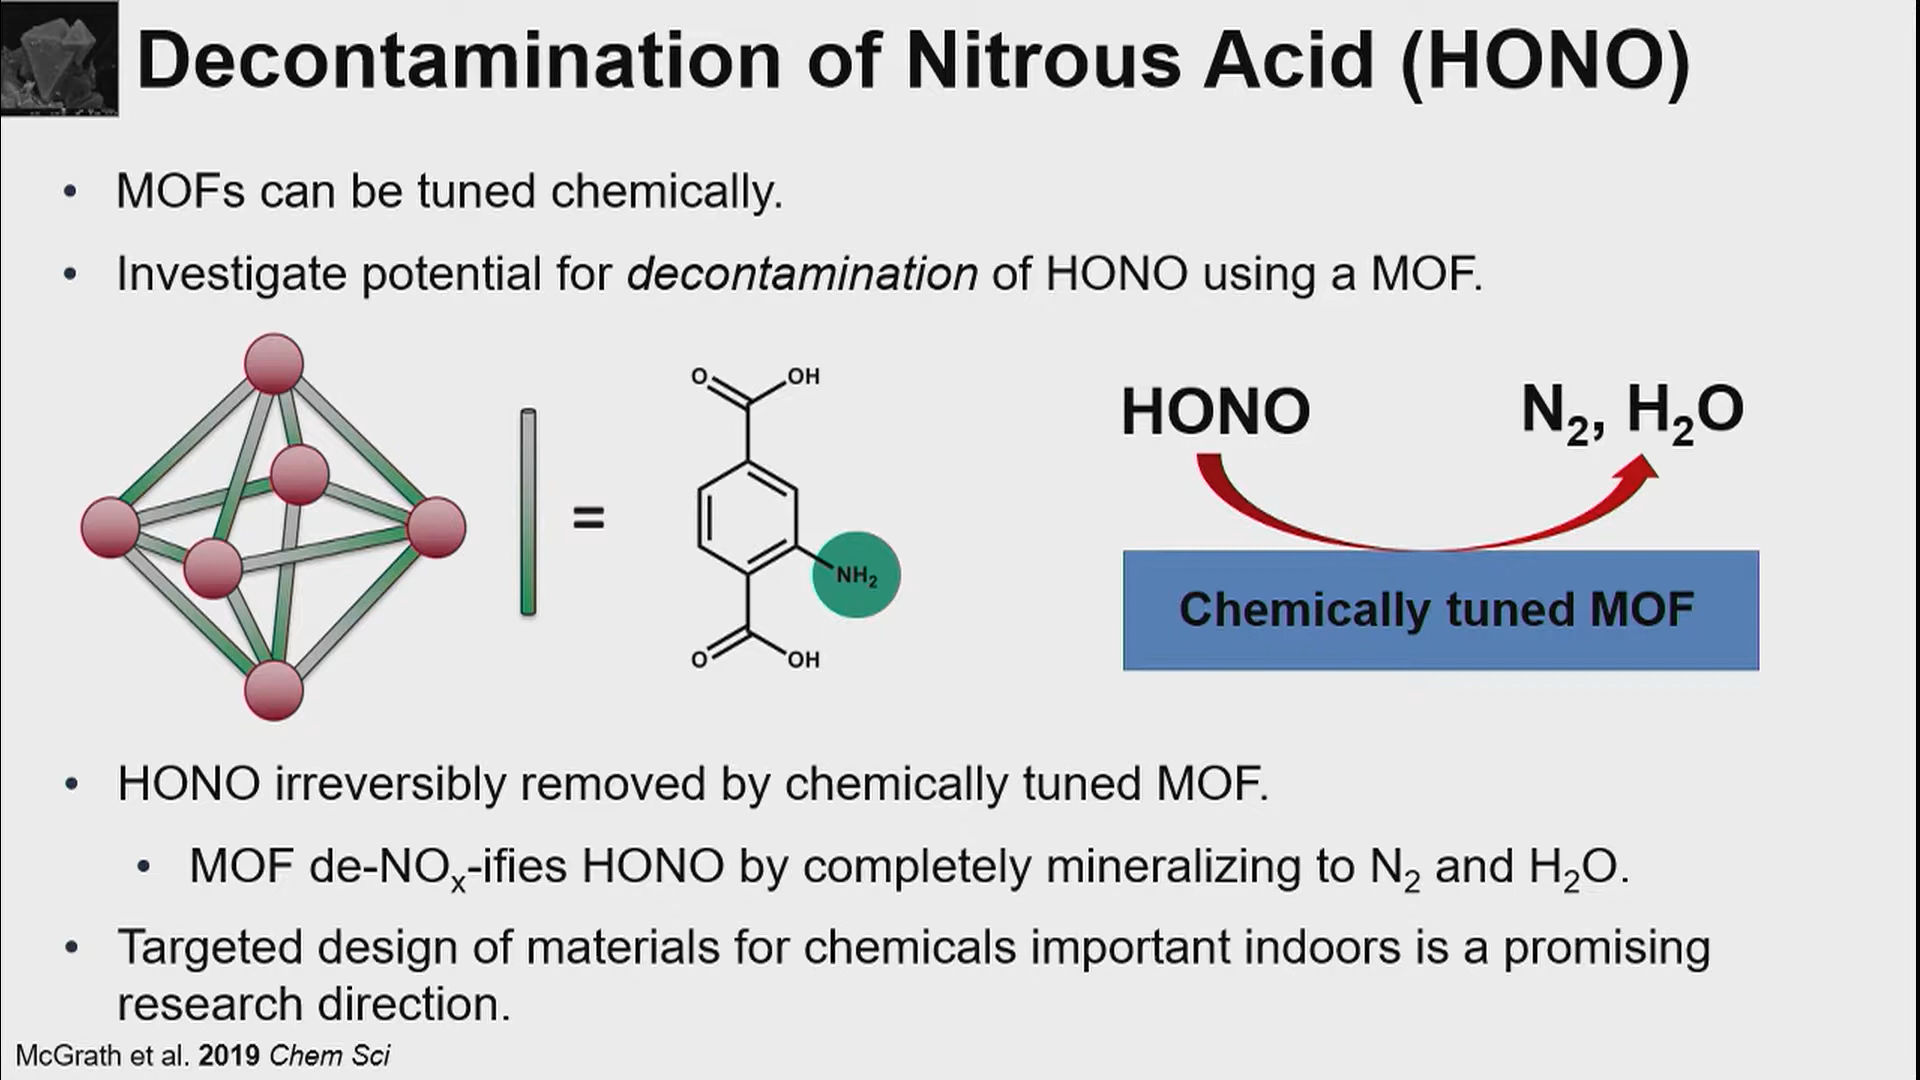 Decontamination of Nitrous Acid (HONO)
• MOFs can be tuned chemically.
• Investigate potential for decontamination of HONO using a MOF.
O OH
=
NH₂
O OH
HONO N₂, H₂O
Chemically tuned MOF
• HONO irreversibly removed by chemically tuned MOF.
• MOF de-NOₓ-ifies HONO by completely mineralizing to N₂ and H₂O.
• Targeted design of materials for chemicals important indoors is a promising
research direction.
McGrath et al. 2019 Chem Sci